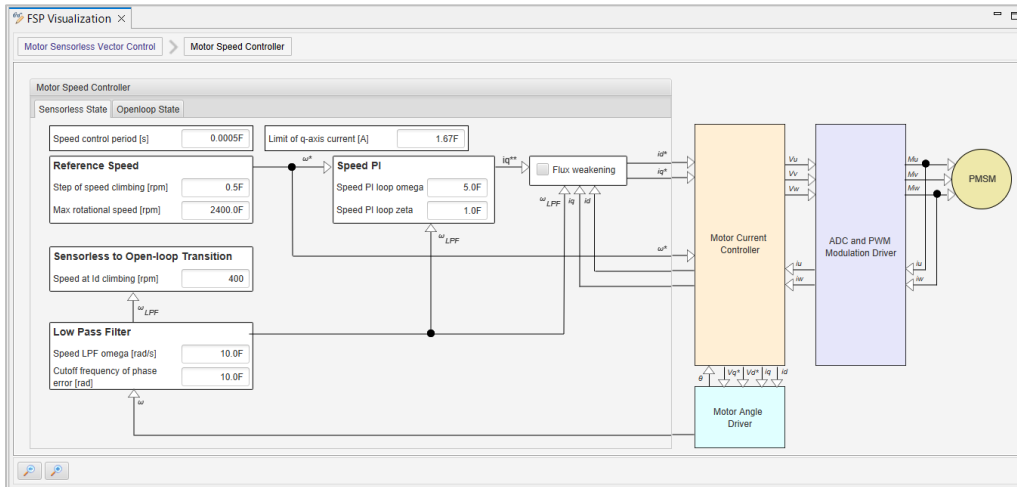 FSP Visualization
Motor Sensorless Vector Control
Motor Speed Controller
Motor Speed Controller
Sensorless State
Openloop State
Speed control period [s]
0.0005F
Limit of q-axis current [A]
1.67F
Reference Speed
Step of speed climbing [rpm]
0.5F
Max rotational speed [rpm]
2400.0F
ω*
Speed PI
Speed PI loop omega
5.0F
Speed PI loop zeta
1.0F
iq**
Flux weakening
ω LPF
iq
id
id*
iq*
ω*
ω LPF
Sensorless to Open-loop Transition
Speed at Id climbing [rpm]
400
ω LPF
Low Pass Filter
Speed LPF omega [rad/s]
10.0F
Cutoff frequency of phase
error [rad]
10.0F
ω
Motor Current
Controller
Vu
Vv
Vw
iu
iw
ADC and PWM
Modulation Driver
Mu
Mv
Mw
iu
iw
PMSM
θ
Vq*
Vd*
iq
id
Motor Angle
Driver